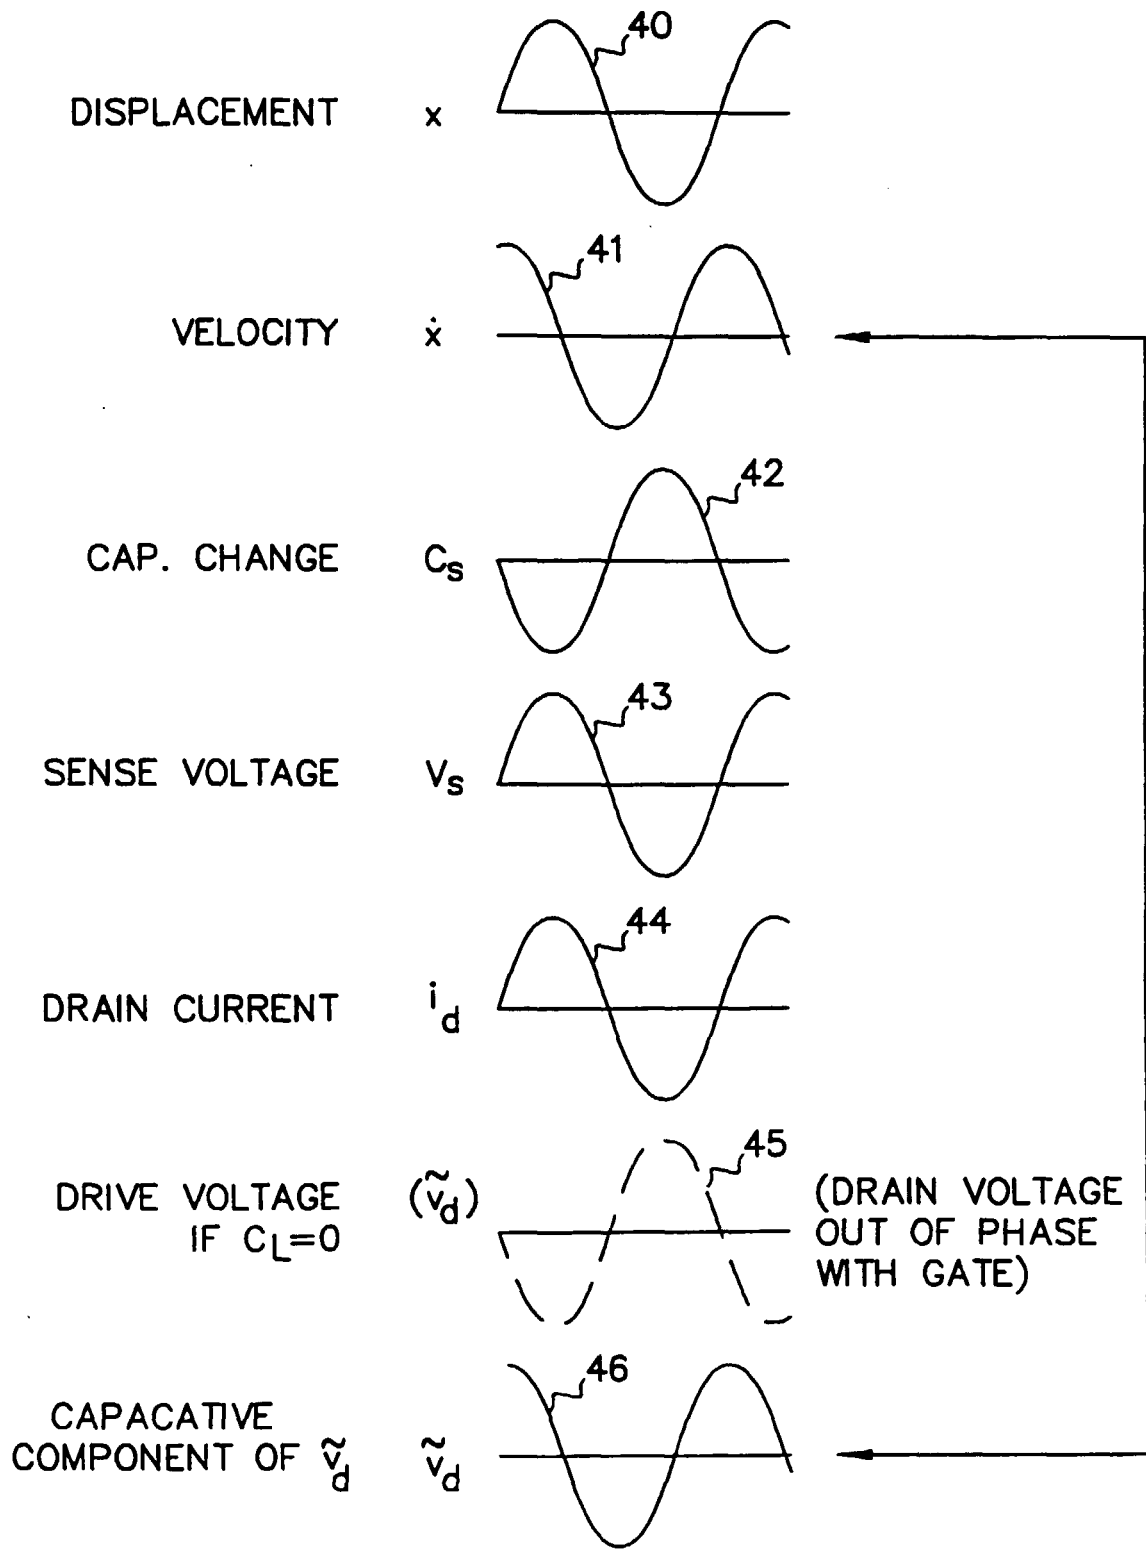 40
DISPLACEMENT x
41
VELOCITY ẋ
42
CAP. CHANGE Cs
43
SENSE VOLTAGE Vs
44
DRAIN CURRENT id
45
DRIVE VOLTAGE (ṽd)
IF CL=0
(DRAIN VOLTAGE
OUT OF PHASE
WITH GATE)
46
CAPACATIVE
COMPONENT OF ṽd ṽd